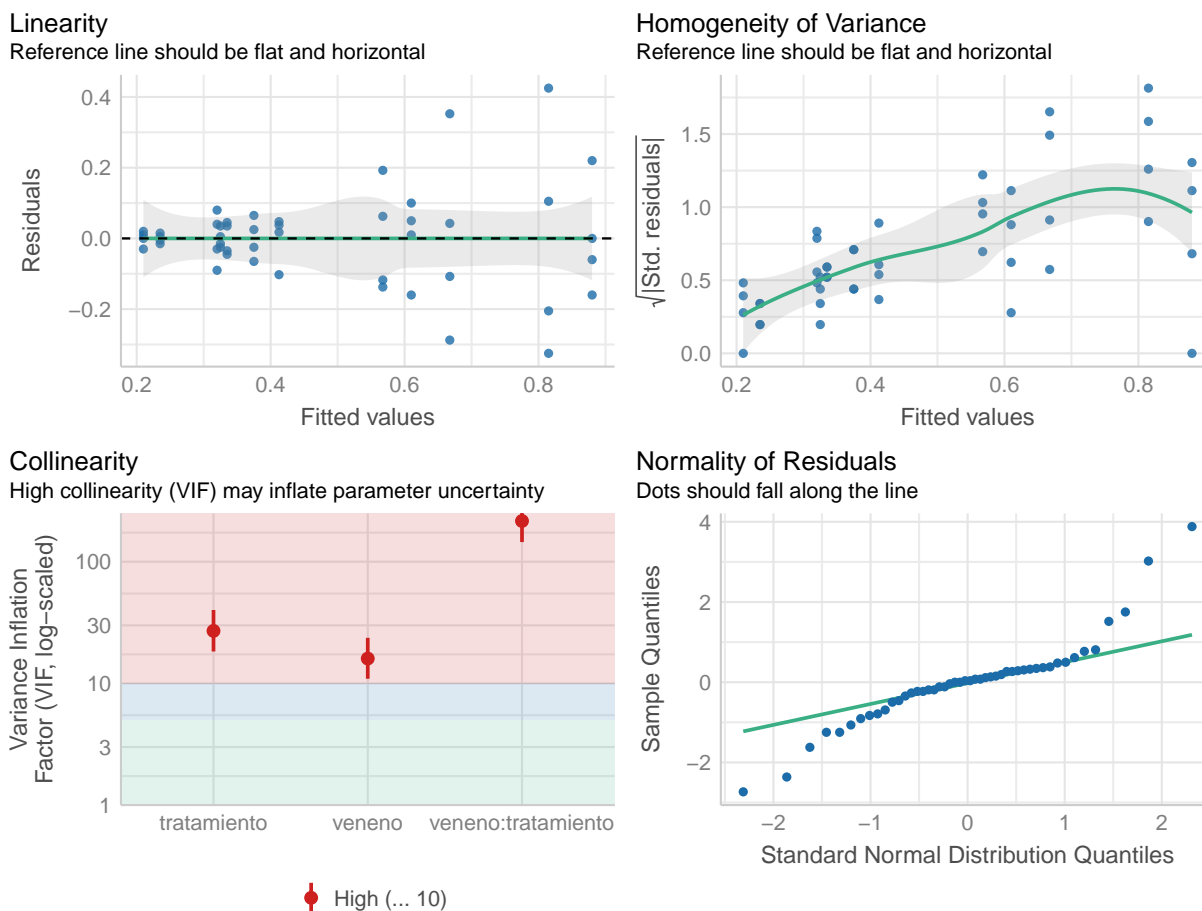 Linearity
Reference line should be flat and horizontal
0.4
0.2
0.0
−0.2
Residuals
0.2
0.4
0.6
0.8
Fitted values
Homogeneity of Variance
Reference line should be flat and horizontal
1.5
1.0
0.5
0.0
√|Std. residuals|
0.2
0.4
0.6
0.8
Fitted values
Collinearity
High collinearity (VIF) may inflate parameter uncertainty
100
30
10
3
1
Variance Inflation
Factor (VIF, log−scaled)
tratamiento
veneno
veneno:tratamiento
High (... 10)
Normality of Residuals
Dots should fall along the line
4
2
0
−2
Sample Quantiles
−2
−1
0
1
2
Standard Normal Distribution Quantiles